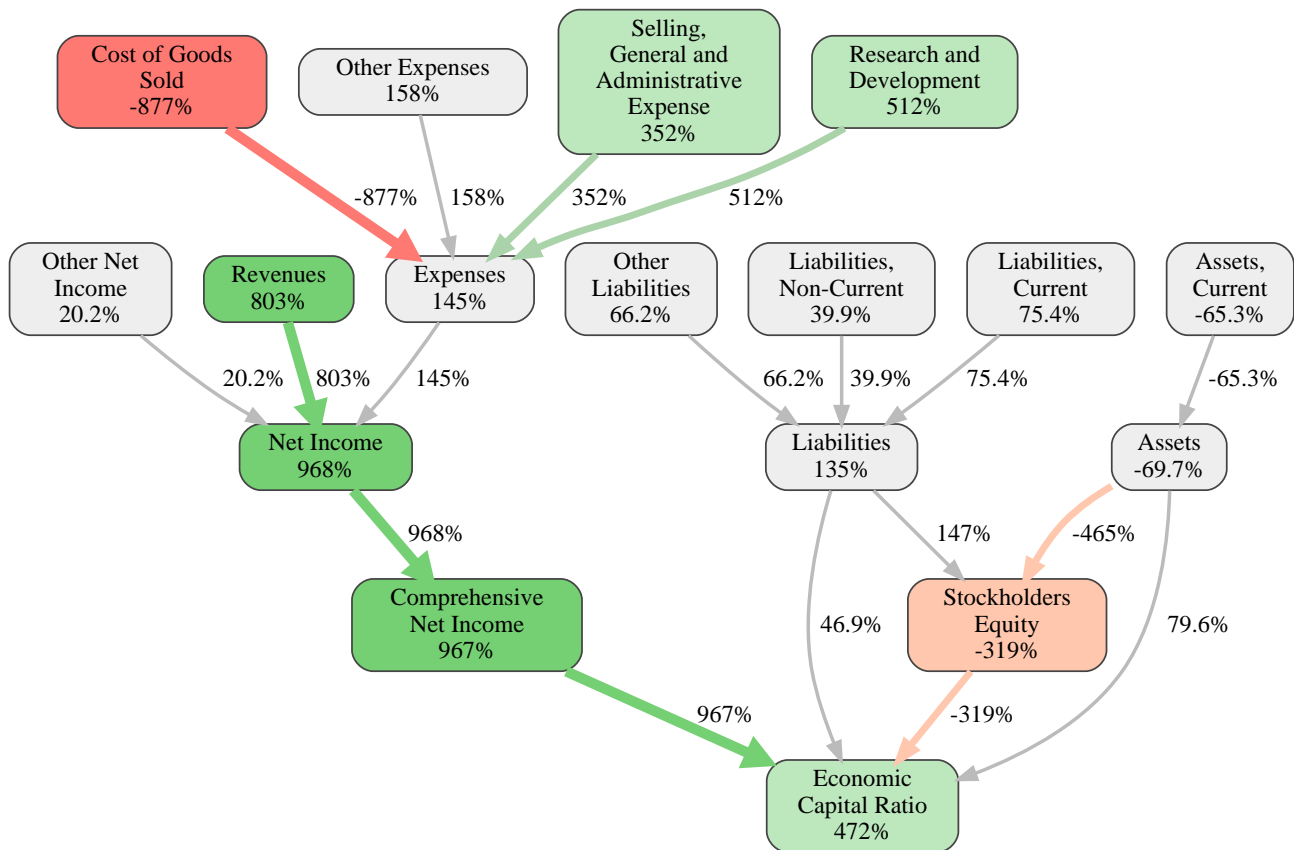 Cost of Goods
Sold
-877%
Other Expenses
158%
Selling,
General and
Administrative
Expense
352%
Research and
Development
512%
-877%
158%
352%
512%
Other Net
Income
20.2%
Revenues
803%
Expenses
145%
Other
Liabilities
66.2%
Liabilities,
Non-Current
39.9%
Liabilities,
Current
75.4%
Assets,
Current
-65.3%
20.2%
803%
145%
66.2%
39.9%
75.4%
-65.3%
Net Income
968%
Liabilities
135%
Assets
-69.7%
968%
147%
-465%
Comprehensive
Net Income
967%
46.9%
Stockholders
Equity
-319%
79.6%
967%
-319%
Economic
Capital Ratio
472%